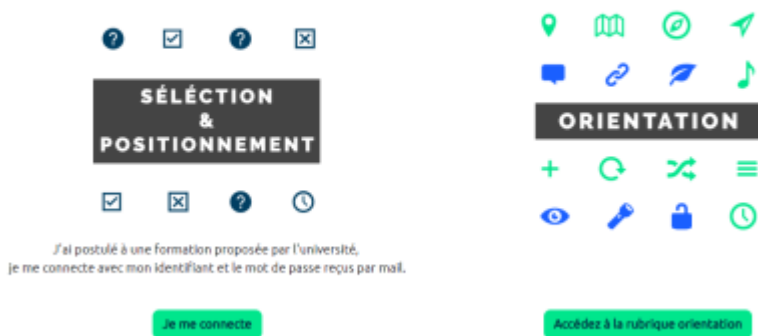 SÉLÉCTION
&
POSITIONNEMENT
J'ai postulé à une formation proposée par l'université,
je me connecte avec mon identifiant et le mot de passe reçus par mail.
Je me connecte
ORIENTATION
Accédez à la rubrique orientation